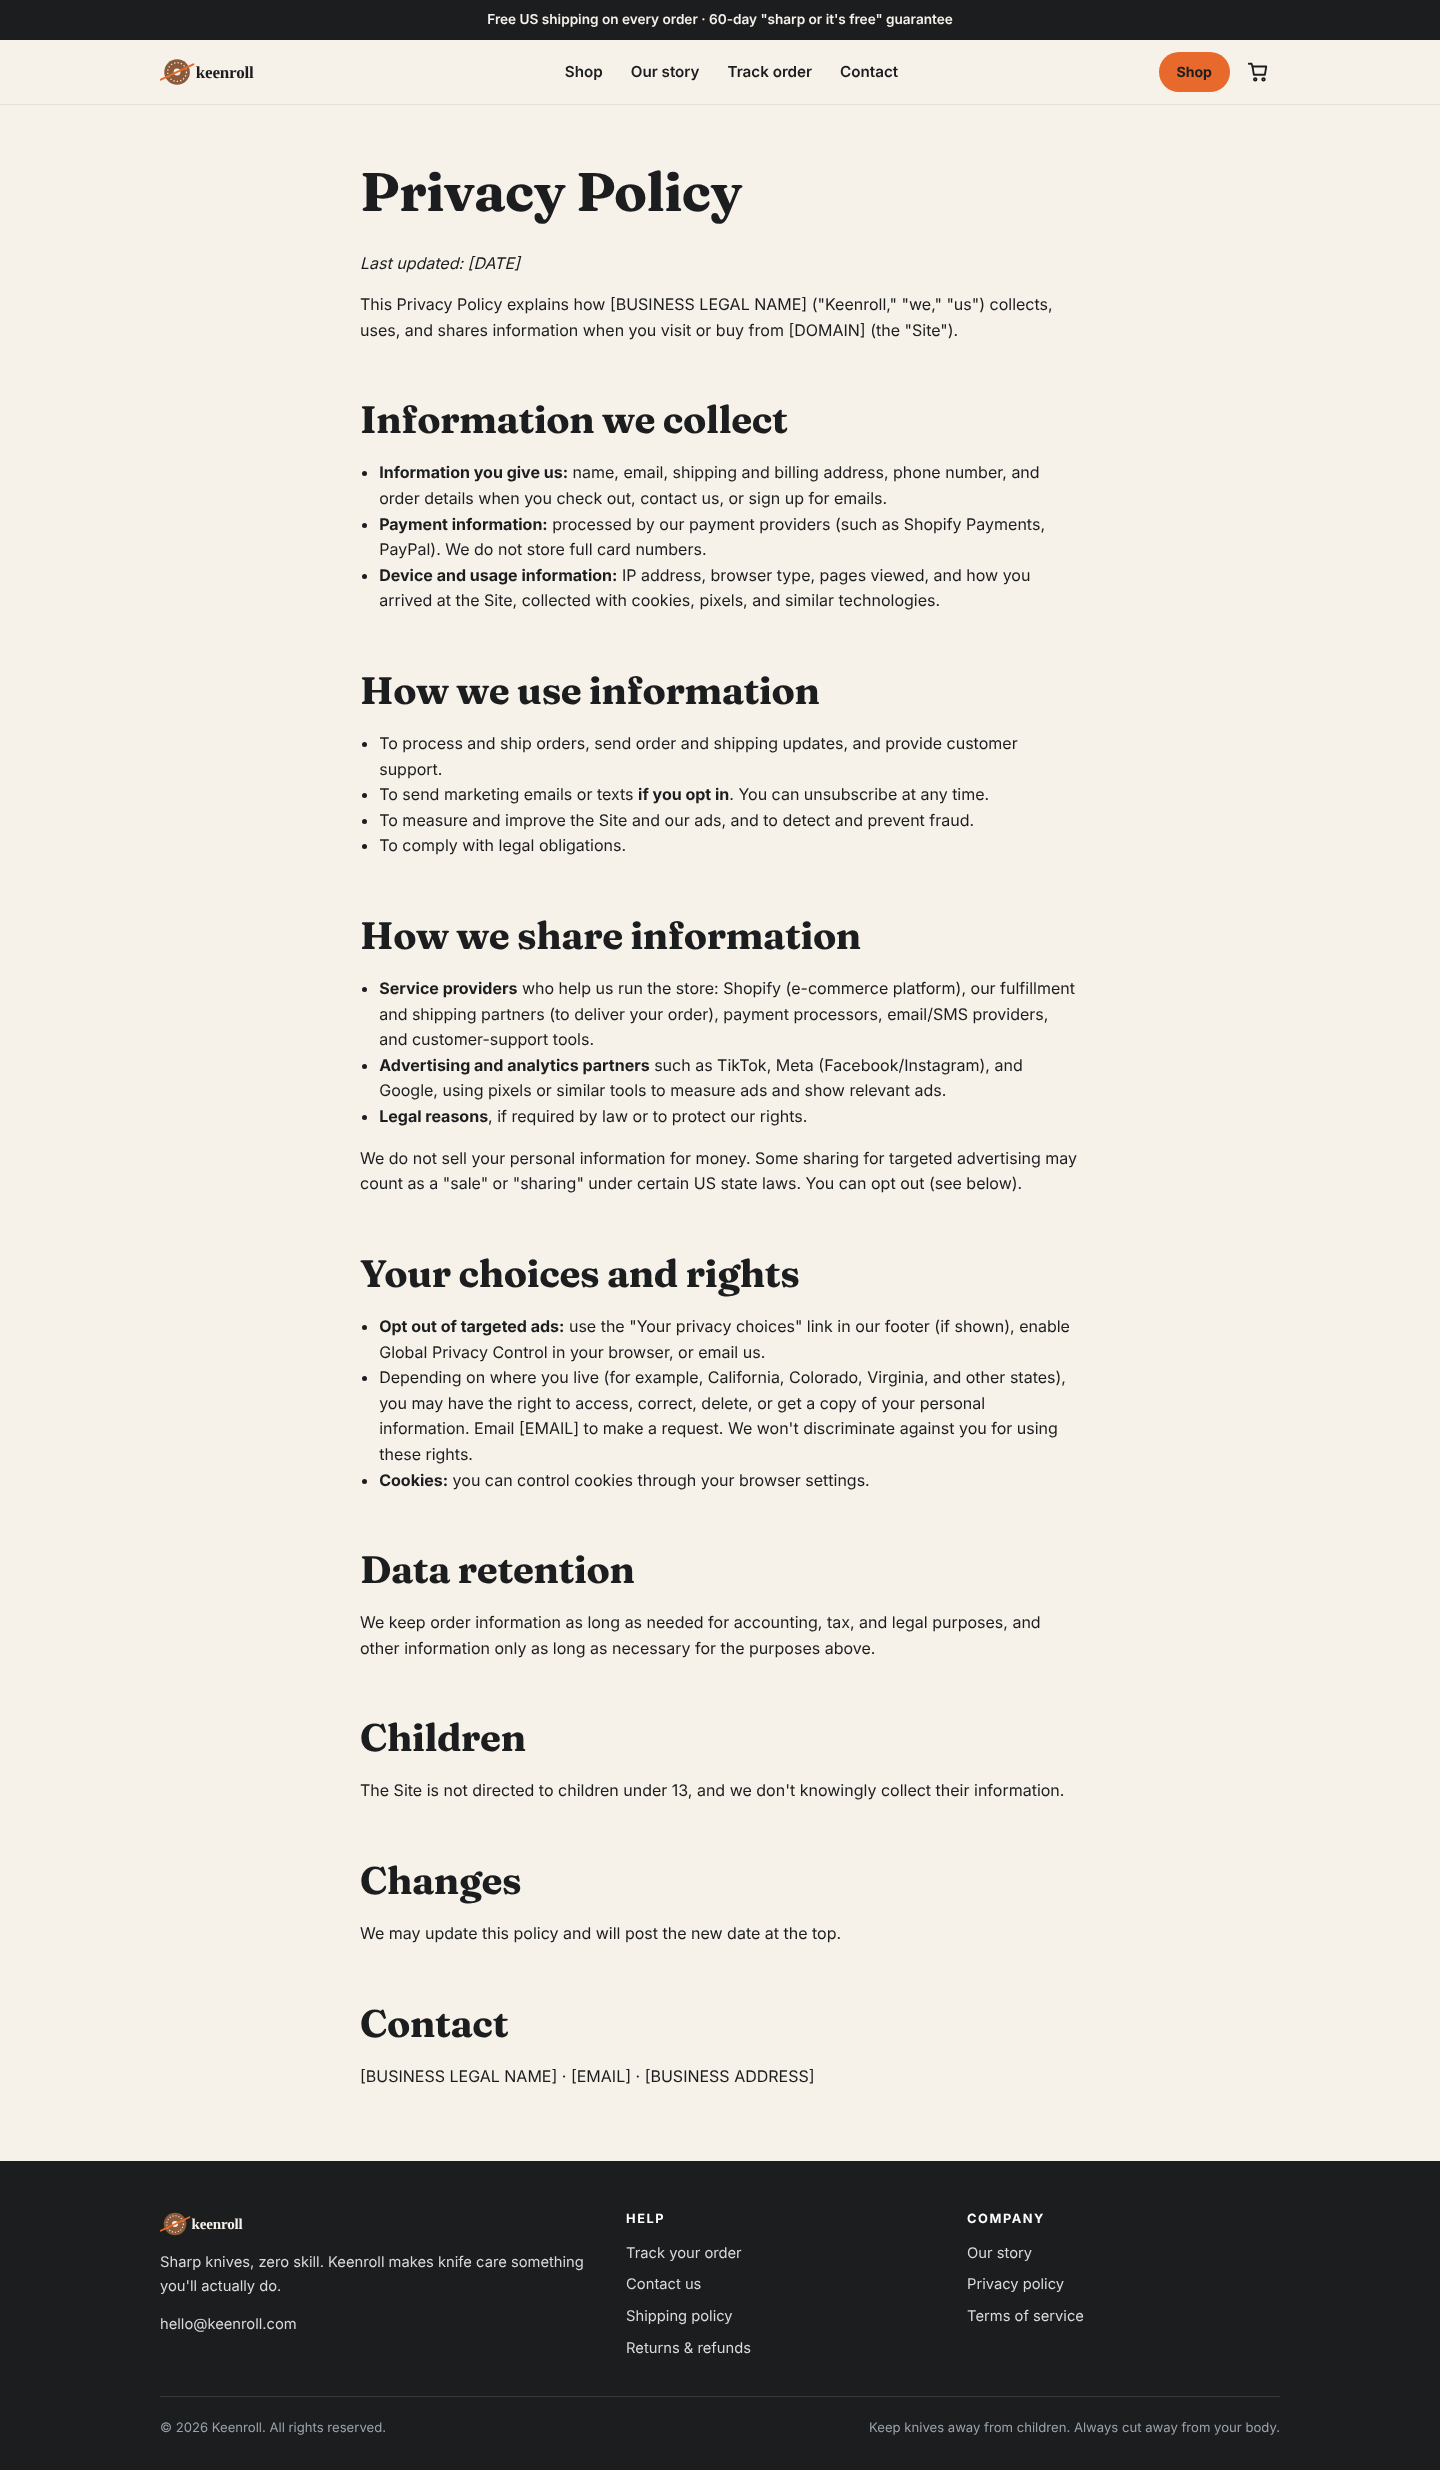 Free US shipping on every order · 60-day "sharp or it's free" guarantee
keenroll
Shop
Our story
Track order
Contact
Shop
Privacy Policy
Last updated: [DATE]
This Privacy Policy explains how [BUSINESS LEGAL NAME] ("Keenroll," "we," "us") collects,
uses, and shares information when you visit or buy from [DOMAIN] (the "Site").
Information we collect
• Information you give us: name, email, shipping and billing address, phone number, and
order details when you check out, contact us, or sign up for emails.
• Payment information: processed by our payment providers (such as Shopify Payments,
PayPal). We do not store full card numbers.
• Device and usage information: IP address, browser type, pages viewed, and how you
arrived at the Site, collected with cookies, pixels, and similar technologies.
How we use information
• To process and ship orders, send order and shipping updates, and provide customer
support.
• To send marketing emails or texts if you opt in. You can unsubscribe at any time.
• To measure and improve the Site and our ads, and to detect and prevent fraud.
• To comply with legal obligations.
How we share information
• Service providers who help us run the store: Shopify (e-commerce platform), our fulfillment
and shipping partners (to deliver your order), payment processors, email/SMS providers,
and customer-support tools.
• Advertising and analytics partners such as TikTok, Meta (Facebook/Instagram), and
Google, using pixels or similar tools to measure ads and show relevant ads.
• Legal reasons, if required by law or to protect our rights.
We do not sell your personal information for money. Some sharing for targeted advertising may
count as a "sale" or "sharing" under certain US state laws. You can opt out (see below).
Your choices and rights
• Opt out of targeted ads: use the "Your privacy choices" link in our footer (if shown), enable
Global Privacy Control in your browser, or email us.
• Depending on where you live (for example, California, Colorado, Virginia, and other states),
you may have the right to access, correct, delete, or get a copy of your personal
information. Email [EMAIL] to make a request. We won't discriminate against you for using
these rights.
• Cookies: you can control cookies through your browser settings.
Data retention
We keep order information as long as needed for accounting, tax, and legal purposes, and
other information only as long as necessary for the purposes above.
Children
The Site is not directed to children under 13, and we don't knowingly collect their information.
Changes
We may update this policy and will post the new date at the top.
Contact
[BUSINESS LEGAL NAME] · [EMAIL] · [BUSINESS ADDRESS]
keenroll
Sharp knives, zero skill. Keenroll makes knife care something
you'll actually do.
hello@keenroll.com
HELP
Track your order
Contact us
Shipping policy
Returns & refunds
COMPANY
Our story
Privacy policy
Terms of service
© 2026 Keenroll. All rights reserved.
Keep knives away from children. Always cut away from your body.